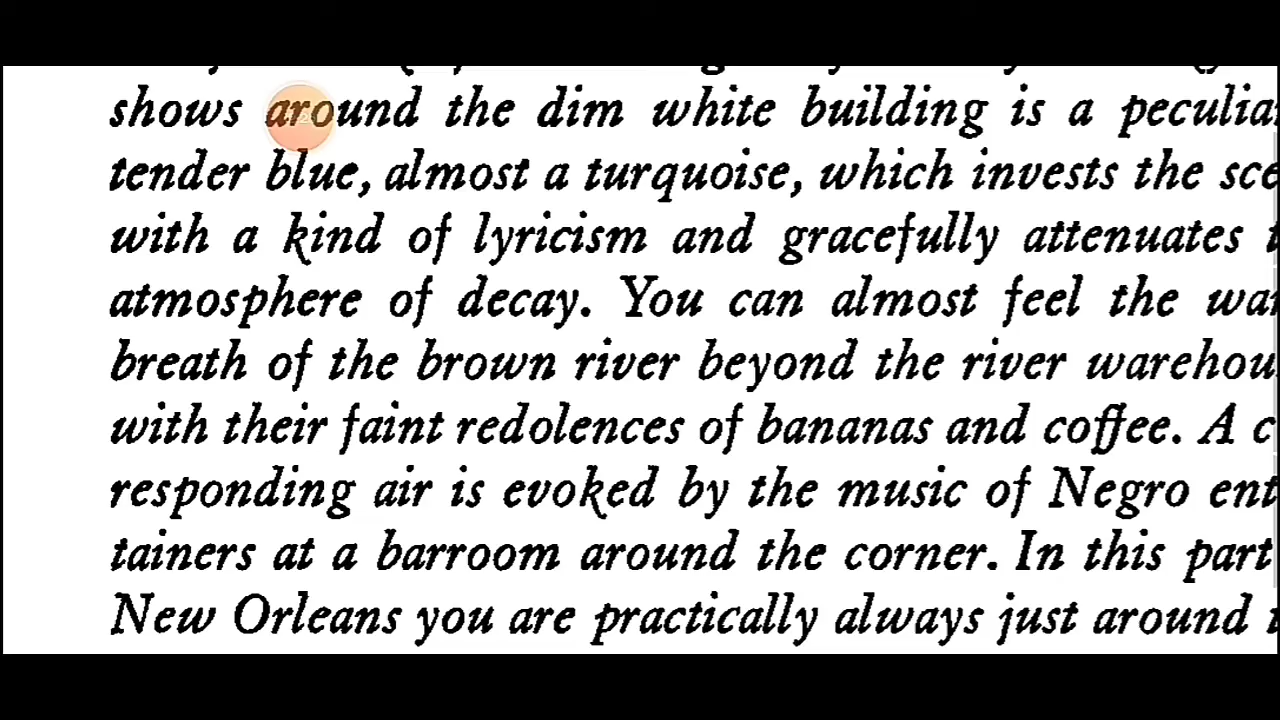 shows around the dim white building is a peculia
tender blue, almost a turquoise, which invests the sce
with a kind of lyricism and gracefully attenuates
atmosphere of decay. You can almost feel the wa
breath of the brown river beyond the river warehou
with their faint redolences of bananas and coffee. A c
responding air is evoked by the music of Negro ent
tainers at a barroom around the corner. In this part
New Orleans you are practically always just around